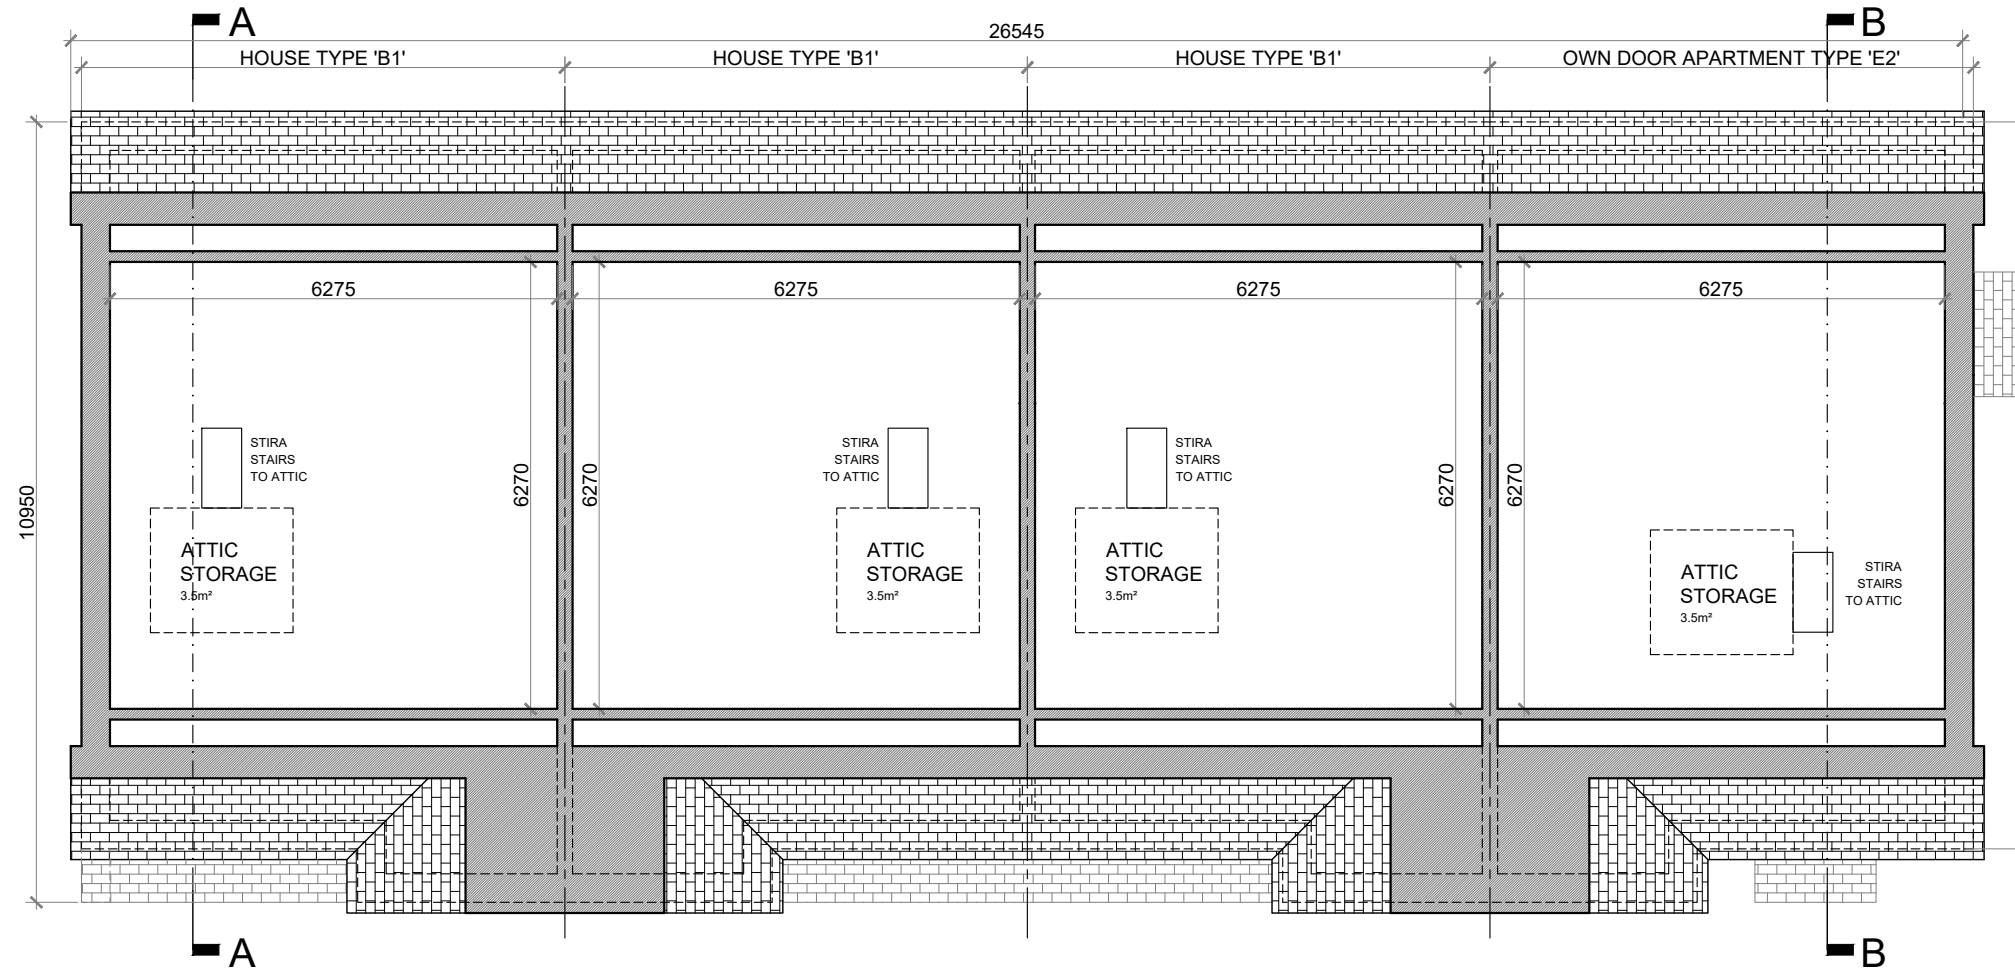 A
B
26545
HOUSE TYPE 'B1'
HOUSE TYPE 'B1'
HOUSE TYPE 'B1'
OWN DOOR APARTMENT TYPE 'E2'
6275
6275
6275
6275
10950
6270
6270
6270
6270
STIRA
STAIRS
TO ATTIC
STIRA
STAIRS
TO ATTIC
STIRA
STAIRS
TO ATTIC
ATTIC
STORAGE
3.5m²
ATTIC
STORAGE
3.5m²
ATTIC
STORAGE
3.5m²
ATTIC
STORAGE
3.5m²
STIRA
STAIRS
TO ATTIC
A
B